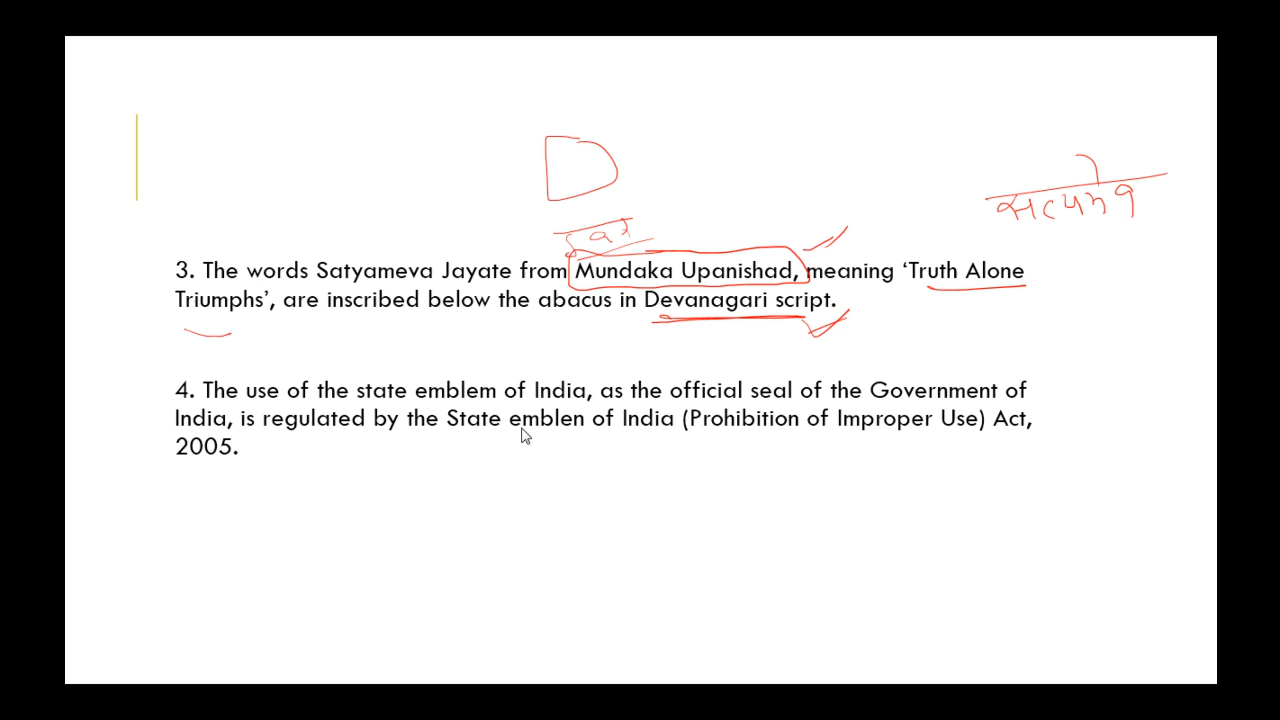 सत्यमेव
3. The words Satyameva Jayate from Mundaka Upanishad, meaning ‘Truth Alone
Triumphs’, are inscribed below the abacus in Devanagari script.
4. The use of the state emblem of India, as the official seal of the Government of
India, is regulated by the State emblen of India (Prohibition of Improper Use) Act,
2005.